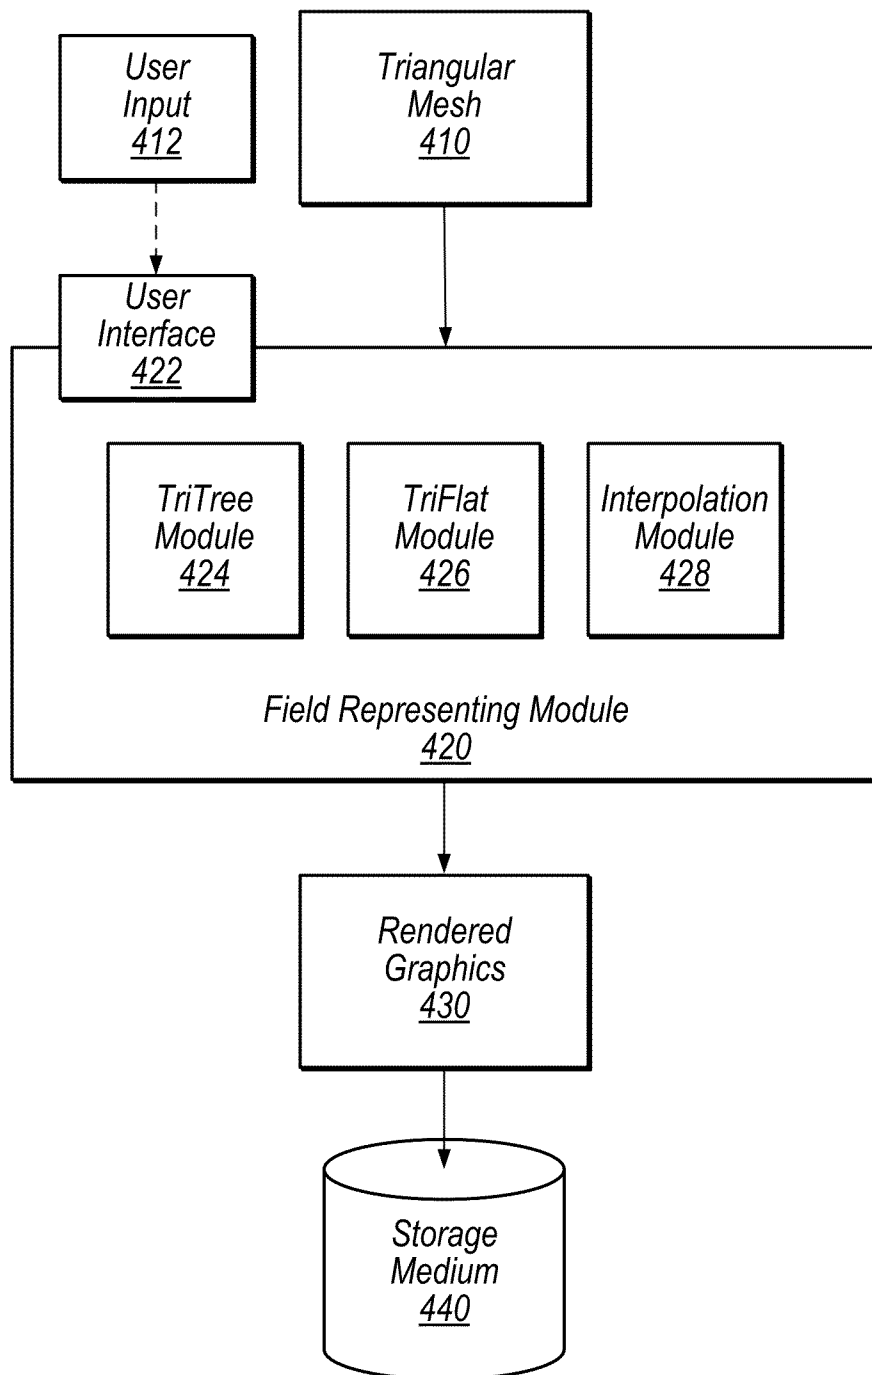 User
Input
412
Triangular
Mesh
410
User
Interface
422
TriTree
Module
424
TriFlat
Module
426
Interpolation
Module
428
Field Representing Module
420
Rendered
Graphics
430
Storage
Medium
440